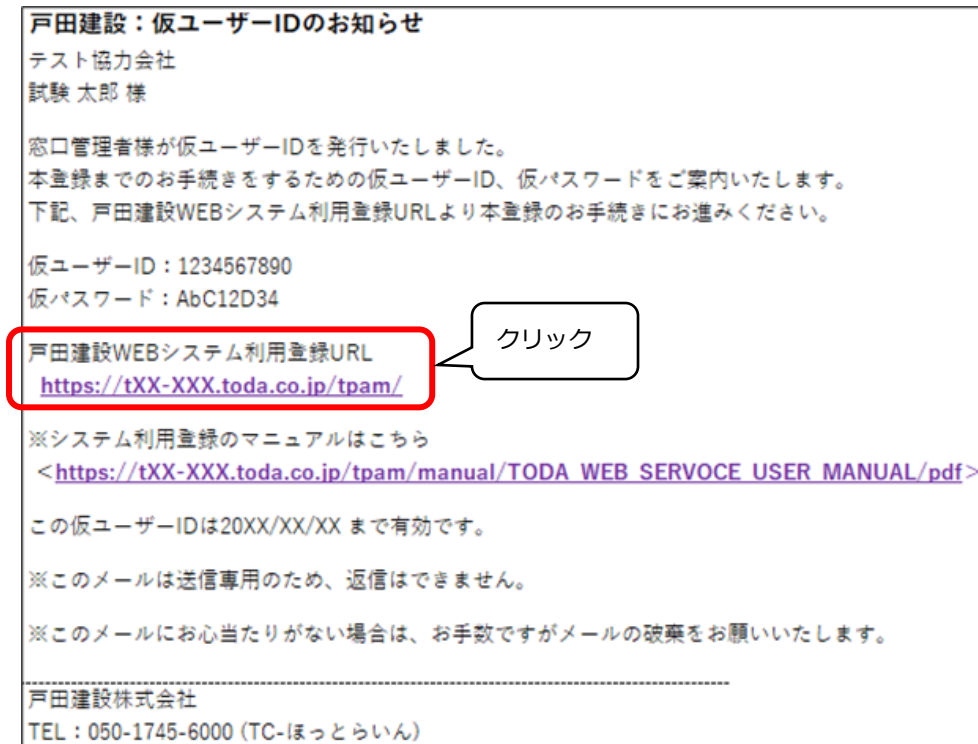 戸田建設：仮ユーザーIDのお知らせ
テスト協力会社
試験 太郎 様
窓口管理者様が仮ユーザーIDを発行いたしました。
本登録までのお手続きをするための仮ユーザーID、仮パスワードをご案内いたします。
下記、戸田建設WEBシステム利用登録URLより本登録のお手続きにお進みください。
仮ユーザーID：1234567890
仮パスワード：AbC12D34
クリック
戸田建設WEBシステム利用登録URL
https://tXX-XXX.toda.co.jp/tpam/
※システム利用登録のマニュアルはこちら
<https://tXX-XXX.toda.co.jp/tpam/manual/TODA_WEB_SERVOCE_USER_MANUAL/pdf>
この仮ユーザーIDは20XX/XX/XX まで有効です。
※このメールは送信専用のため、返信はできません。
※このメールにお心当たりがない場合は、お手数ですがメールの破棄をお願いいたします。
戸田建設株式会社
TEL：050-1745-6000 (TC-ほっとらいん)